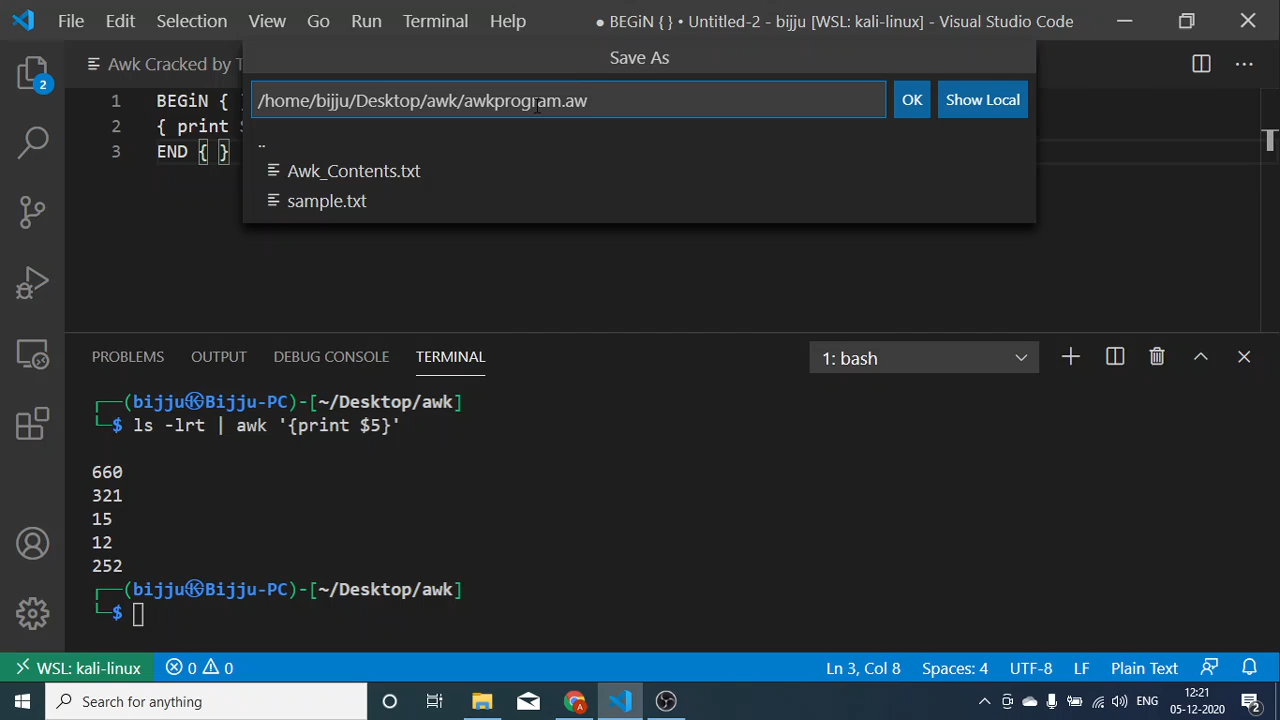 File Edit Selection View Go Run Terminal Help ● BEGiN { } • Untitled-2 - bijju [WSL: kali-linux] - Visual Studio Code
Save As
Awk Cracked by T
/home/bijju/Desktop/awk/awkprogram.aw OK Show Local
1 BEGiN { }
2 { print $
3 END { }
..
Awk_Contents.txt
sample.txt
2
PROBLEMS OUTPUT DEBUG CONSOLE TERMINAL 1: bash
┌──(bijju㉿Bijju-PC)-[~/Desktop/awk]
└─$ ls -lrt | awk '{print $5}'
660
321
15
12
252
┌──(bijju㉿Bijju-PC)-[~/Desktop/awk]
└─$
WSL: kali-linux 0 0 Ln 3, Col 8 Spaces: 4 UTF-8 LF Plain Text
Search for anything A ENG 12:21
05-12-2020 2